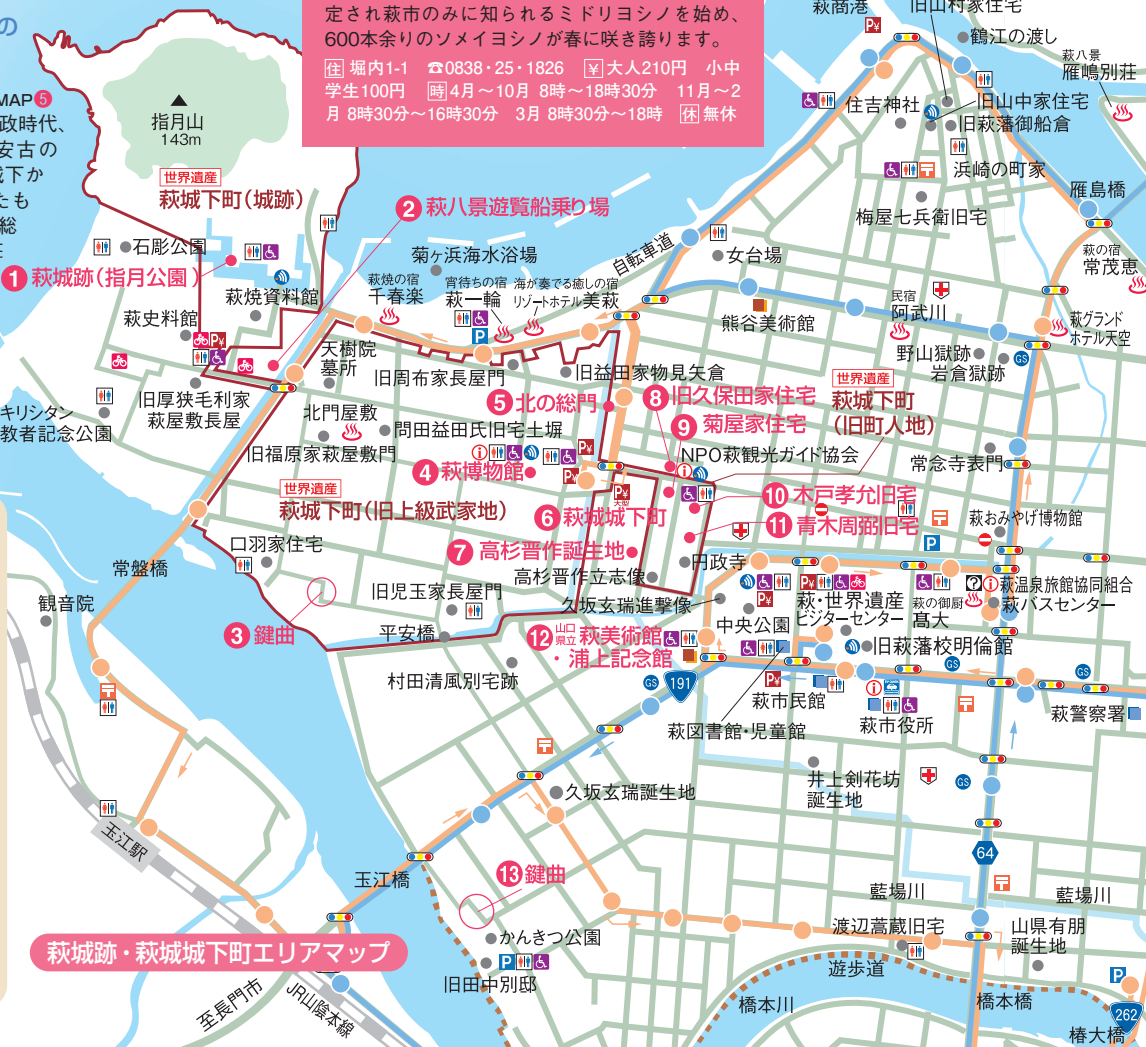 の
MAP5
政時代、
安古の
城下か
たも
総
定され萩市のみに知られるミドリヨシノを始め、
600本余りのソメイヨシノが春に咲き誇ります。
住 堀内1-1 ☎0838・25・1826 ¥大人210円 小中
学生100円 時4月〜10月 8時〜18時30分 11月〜2
月 8時30分〜16時30分 3月 8時30分〜18時 休無休
指月山
143m
世界遺産
萩城下町(城跡)
2 萩八景遊覧船乗り場
石彫公園
1 萩城跡(指月公園)
萩焼資料館
萩史料館
菊ヶ浜海水浴場
萩焼の宿
千春楽
宵待ちの宿
萩一輪
海が奏でる癒しの宿
リゾートホテル美萩
自転車道
女台場
萩商港
旧山村家住宅
鶴江の渡し
萩八景
雁嶋別荘
住吉神社
旧山中家住宅
旧萩藩御船倉
浜崎の町家
梅屋七兵衛旧宅
雁島橋
萩の宿
常茂恵
熊谷美術館
民宿
阿武川
萩グランド
ホテル天空
野山獄跡
岩倉獄跡
GS
天樹院
墓所
旧厚狭毛利家
萩屋敷長屋
キリシタン
教者記念公園
旧周布家長屋門
旧益田家物見矢倉
5 北の総門
8 旧久保田家住宅
9 菊屋家住宅
世界遺産
萩城下町
(旧町人地)
北門屋敷
問田益田氏旧宅土塀
旧福原家萩屋敷門
4 萩博物館
NPO萩観光ガイド協会
常念寺表門
世界遺産
萩城下町(旧上級武家地)
6 萩城城下町
10 木戸孝允旧宅
11 青木周弼旧宅
萩おみやげ博物館
7 高杉晋作誕生地
口羽家住宅
常盤橋
円政寺
高杉晋作立志像
旧児玉家長屋門
久坂玄瑞進撃像
萩・世界遺産
ビジターセンター
萩の御厨
髙大
萩温泉旅館協同組合
萩バスセンター
観音院
3 鍵曲
平安橋
12 山口
県立 萩美術館
・浦上記念館
中央公園
旧萩藩校明倫館
GS
GS
村田清風別宅跡
GS
191
萩市民館
萩図書館・児童館
萩市役所
萩警察署
井上剣花坊
誕生地
GS
久坂玄瑞誕生地
玉江駅
玉江橋
13 鍵曲
64
藍場川
藍場川
かんきつ公園
旧田中別邸
渡辺蒿蔵旧宅
山県有朋
誕生地
遊歩道
橋本川
橋本橋
262
椿大橋
萩城跡・萩城城下町エリアマップ
至長門市
JR山陰本線